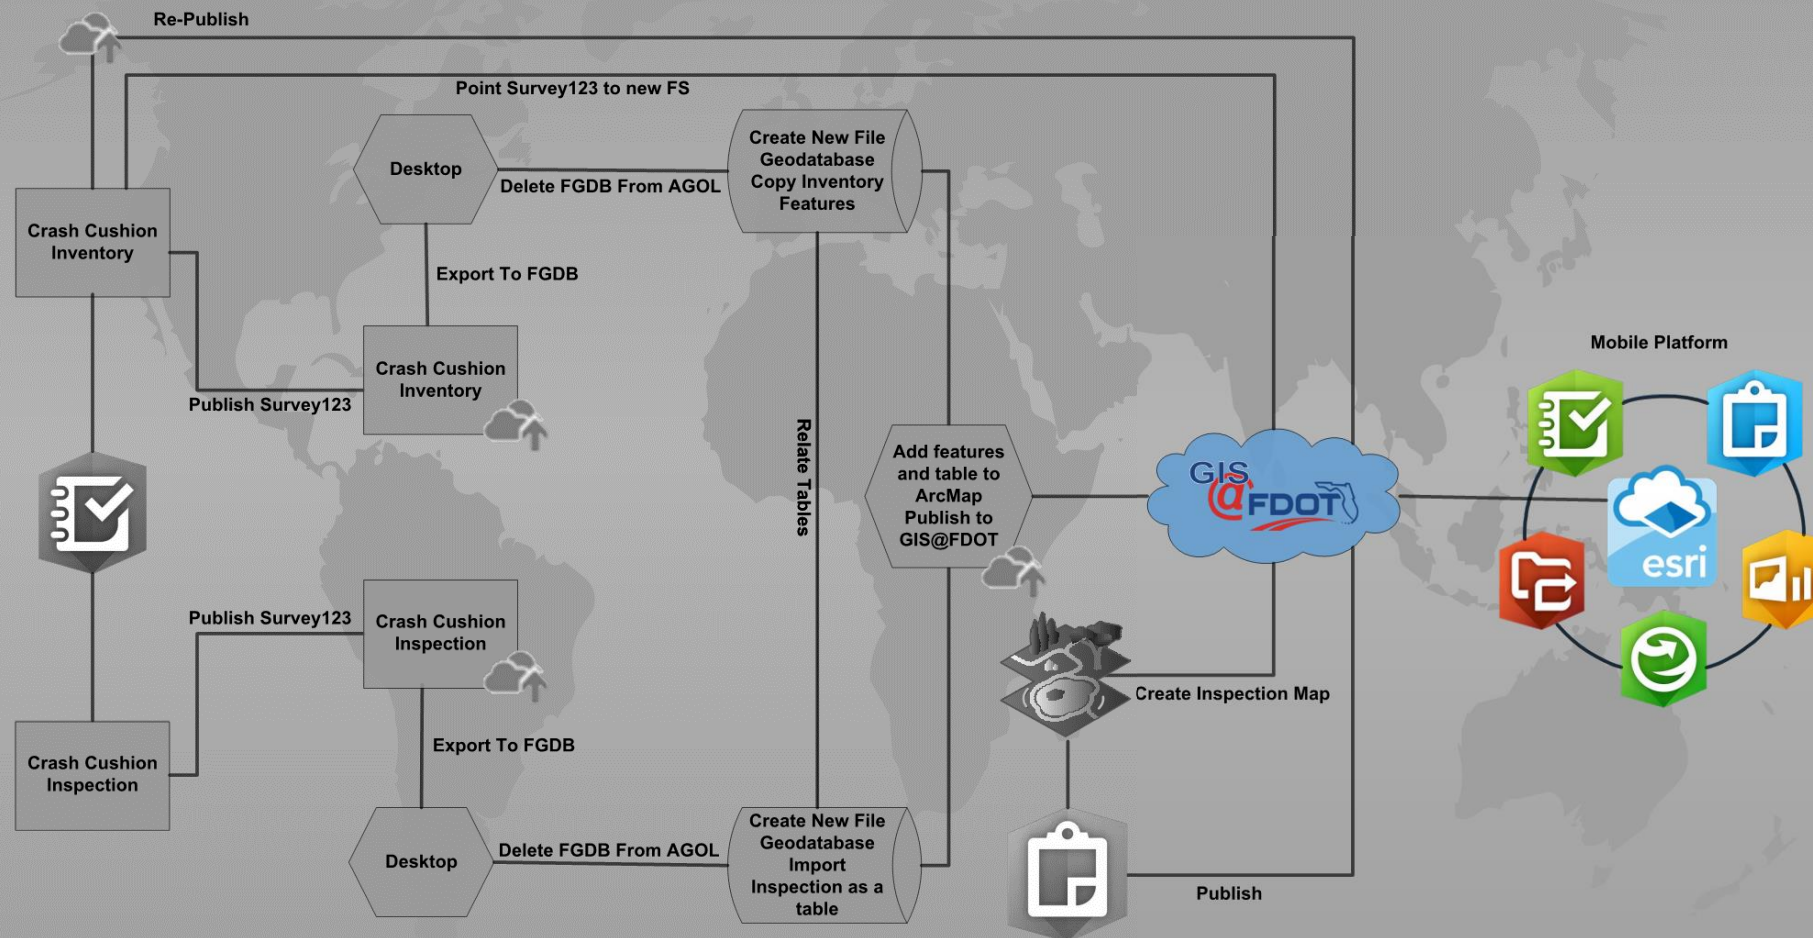 Re-Publish
Point Survey123 to new FS
Desktop
Delete FGDB From AGOL
Create New File
Geodatabase
Copy Inventory
Features
Crash Cushion
Inventory
Export To FGDB
Crash Cushion
Inventory
Publish Survey123
Relate Tables
Add features
and table to
ArcMap
Publish to
GIS@FDOT
GIS
@FDOT
Mobile Platform
esri
Publish Survey123
Crash Cushion
Inspection
Create Inspection Map
Export To FGDB
Crash Cushion
Inspection
Desktop
Delete FGDB From AGOL
Create New File
Geodatabase
Import
Inspection as a
table
Publish